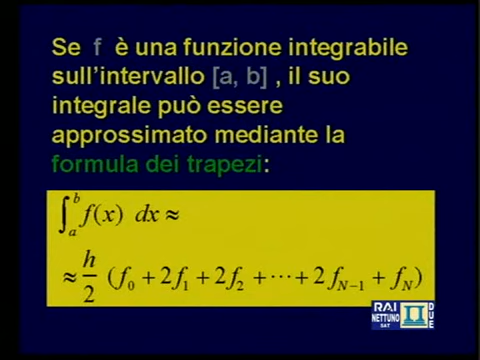 Se f è una funzione integrabile
sull'intervallo [a, b] , il suo
integrale può essere
approssimato mediante la
formula dei trapezi:
∫ₐᵇ f(x) dx ≈
≈ h/2 (f₀ + 2f₁ + 2f₂ + ⋯ + 2f_{N−1} + f_N)
RAI
NETTUNO
SAT
DUE